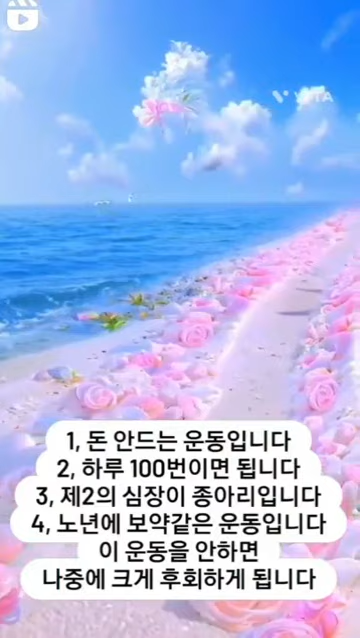 VITA
1, 돈 안드는 운동입니다
2, 하루 100번이면 됩니다
3, 제2의 심장이 종아리입니다
4, 노년에 보약같은 운동입니다
이 운동을 안하면
나중에 크게 후회하게 됩니다